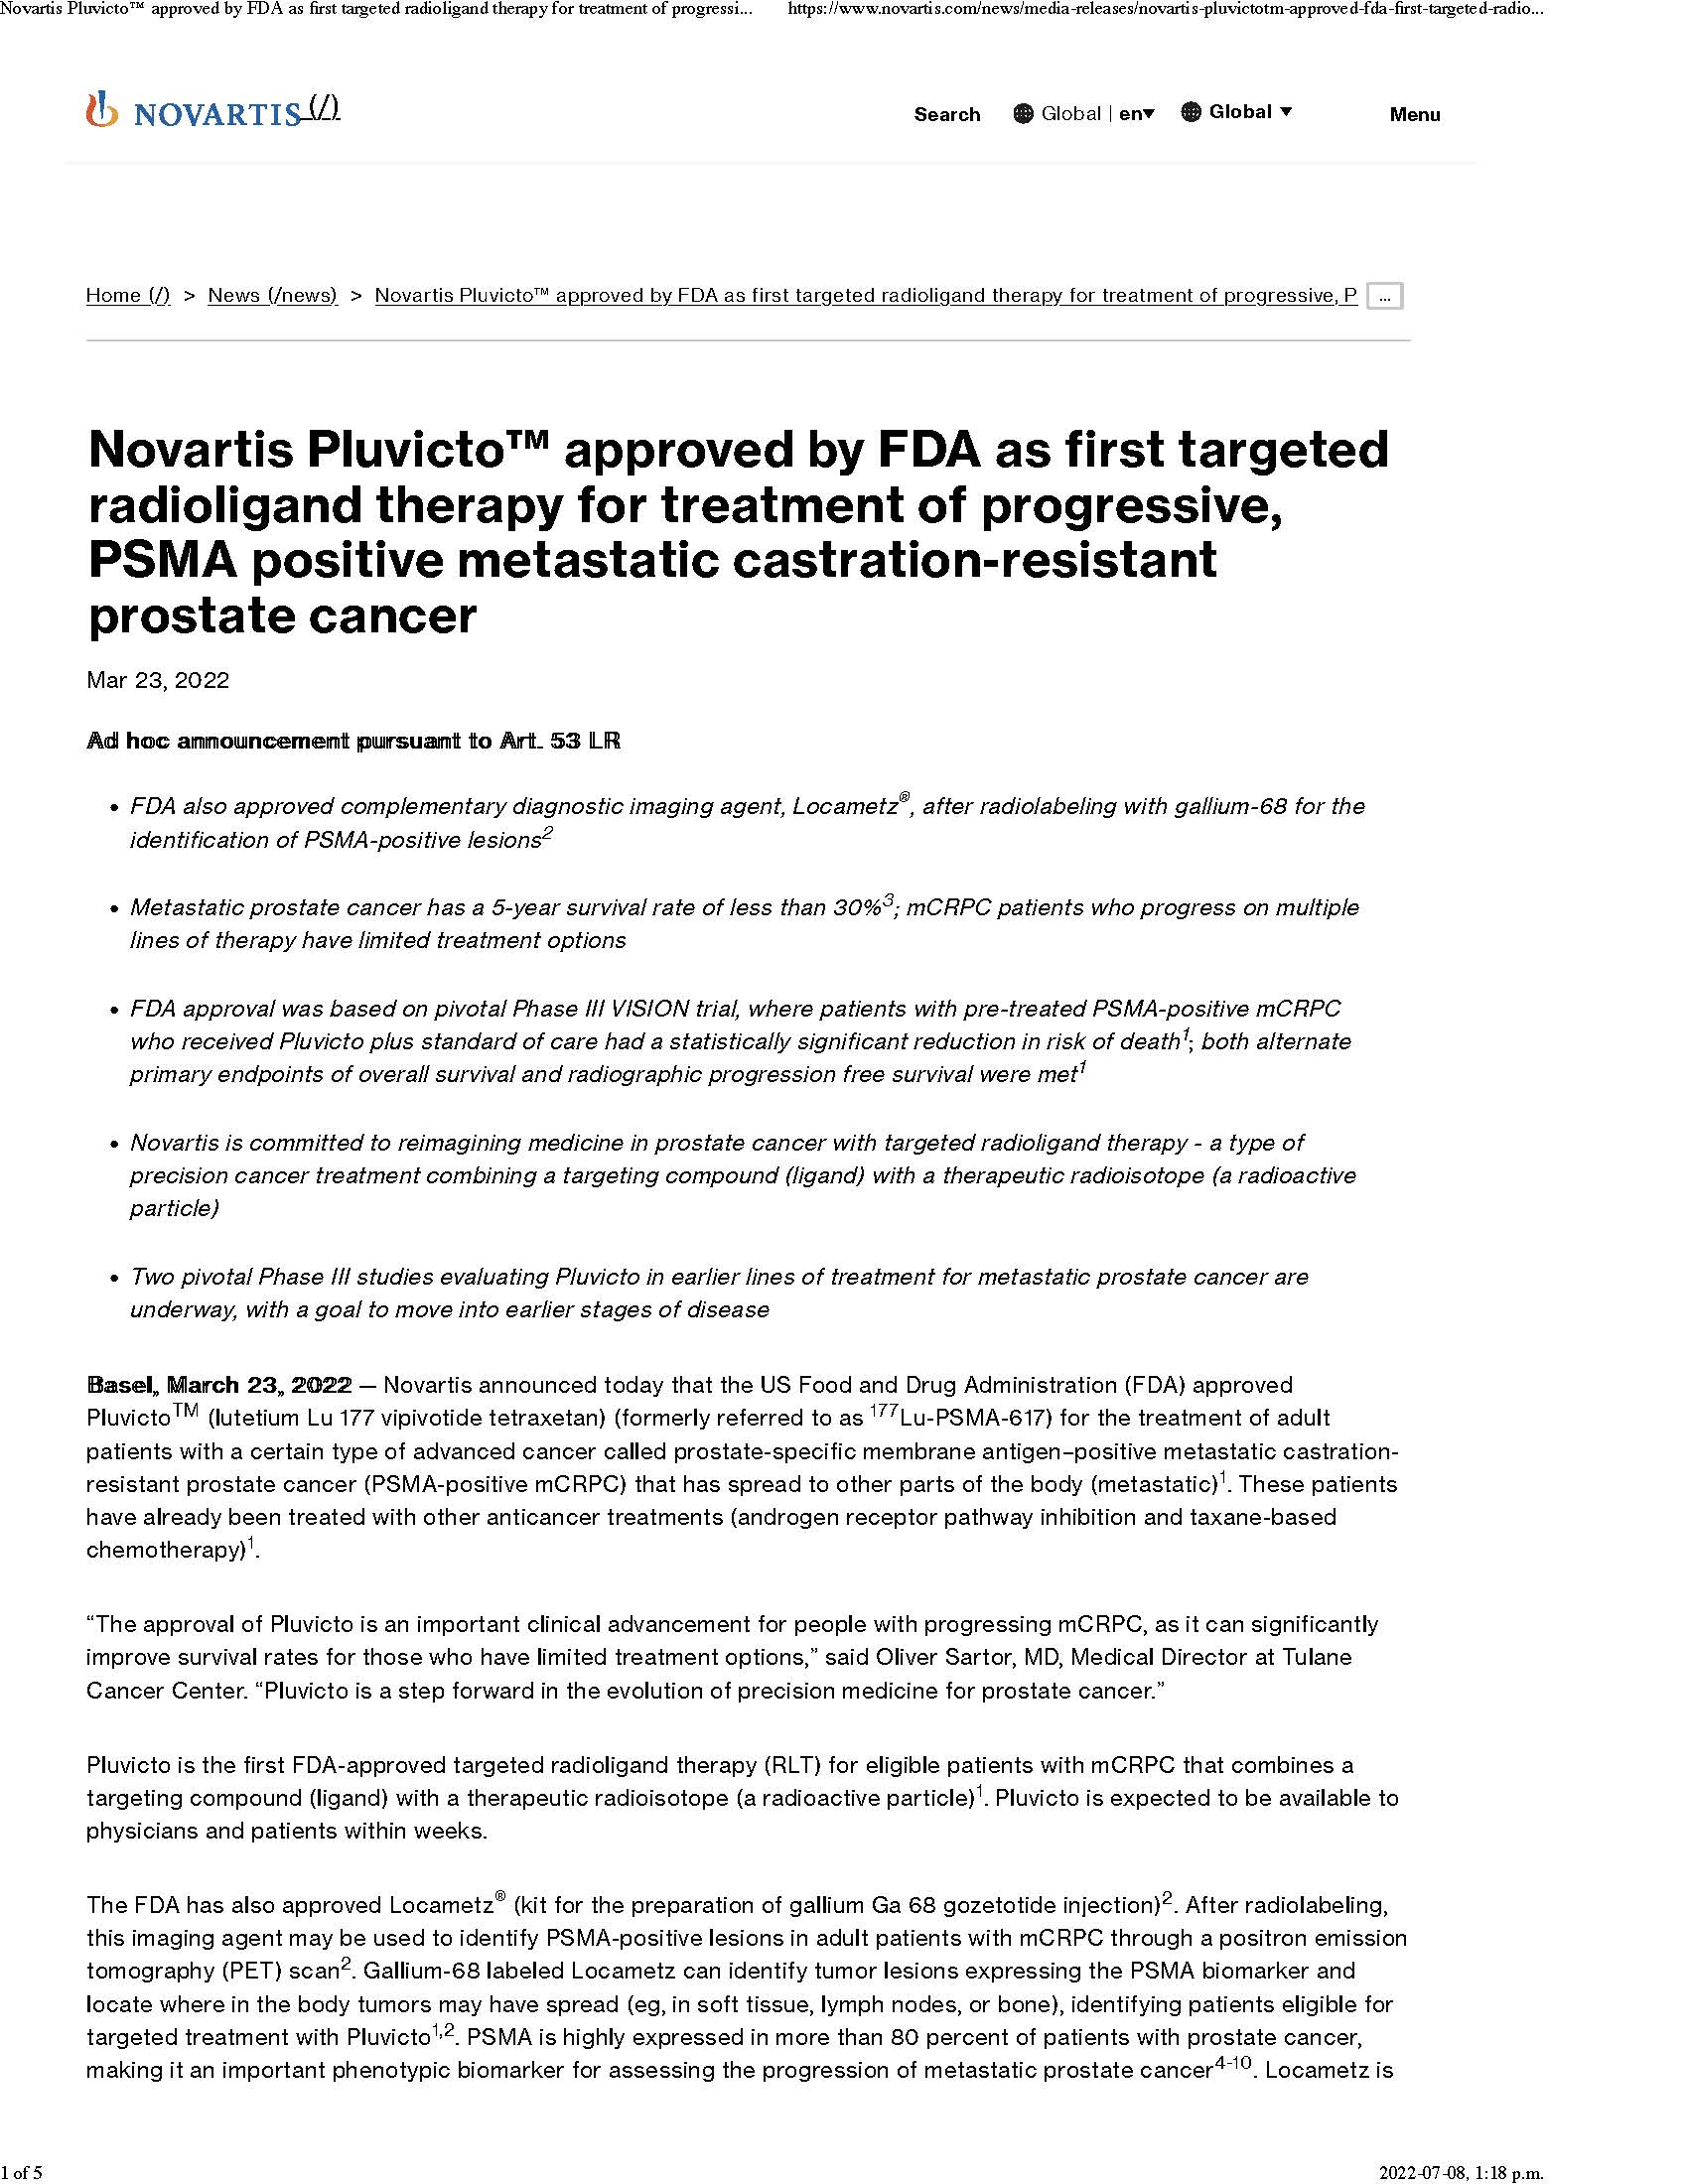 Novartis Pluvicto™ approved by FDA as first targeted radioligand therapy for treatment of progressi... https://www.novartis.com/news/media-releases/novartis-pluvictotm-approved-fda-first-targeted-radio...
NOVARTIS (/) Search Global | en▾ Global ▾ Menu
Home (/) > News (/news) > Novartis Pluvicto™ approved by FDA as first targeted radioligand therapy for treatment of progressive, P ...
Novartis Pluvicto™ approved by FDA as first targeted
radioligand therapy for treatment of progressive,
PSMA positive metastatic castration-resistant
prostate cancer
Mar 23, 2022
Ad hoc announcement pursuant to Art. 53 LR
• FDA also approved complementary diagnostic imaging agent, Locametz®, after radiolabeling with gallium-68 for the
identification of PSMA-positive lesions2
• Metastatic prostate cancer has a 5-year survival rate of less than 30%3; mCRPC patients who progress on multiple
lines of therapy have limited treatment options
• FDA approval was based on pivotal Phase III VISION trial, where patients with pre-treated PSMA-positive mCRPC
who received Pluvicto plus standard of care had a statistically significant reduction in risk of death1; both alternate
primary endpoints of overall survival and radiographic progression free survival were met1
• Novartis is committed to reimagining medicine in prostate cancer with targeted radioligand therapy - a type of
precision cancer treatment combining a targeting compound (ligand) with a therapeutic radioisotope (a radioactive
particle)
• Two pivotal Phase III studies evaluating Pluvicto in earlier lines of treatment for metastatic prostate cancer are
underway, with a goal to move into earlier stages of disease
Basel, March 23, 2022 — Novartis announced today that the US Food and Drug Administration (FDA) approved
PluvictoTM (lutetium Lu 177 vipivotide tetraxetan) (formerly referred to as 177Lu-PSMA-617) for the treatment of adult
patients with a certain type of advanced cancer called prostate-specific membrane antigen–positive metastatic castration-
resistant prostate cancer (PSMA-positive mCRPC) that has spread to other parts of the body (metastatic)1. These patients
have already been treated with other anticancer treatments (androgen receptor pathway inhibition and taxane-based
chemotherapy)1.
“The approval of Pluvicto is an important clinical advancement for people with progressing mCRPC, as it can significantly
improve survival rates for those who have limited treatment options,” said Oliver Sartor, MD, Medical Director at Tulane
Cancer Center. “Pluvicto is a step forward in the evolution of precision medicine for prostate cancer.”
Pluvicto is the first FDA-approved targeted radioligand therapy (RLT) for eligible patients with mCRPC that combines a
targeting compound (ligand) with a therapeutic radioisotope (a radioactive particle)1. Pluvicto is expected to be available to
physicians and patients within weeks.
The FDA has also approved Locametz® (kit for the preparation of gallium Ga 68 gozetotide injection)2. After radiolabeling,
this imaging agent may be used to identify PSMA-positive lesions in adult patients with mCRPC through a positron emission
tomography (PET) scan2. Gallium-68 labeled Locametz can identify tumor lesions expressing the PSMA biomarker and
locate where in the body tumors may have spread (eg, in soft tissue, lymph nodes, or bone), identifying patients eligible for
targeted treatment with Pluvicto1,2. PSMA is highly expressed in more than 80 percent of patients with prostate cancer,
making it an important phenotypic biomarker for assessing the progression of metastatic prostate cancer4-10. Locametz is
1 of 5 2022-07-08, 1:18 p.m.